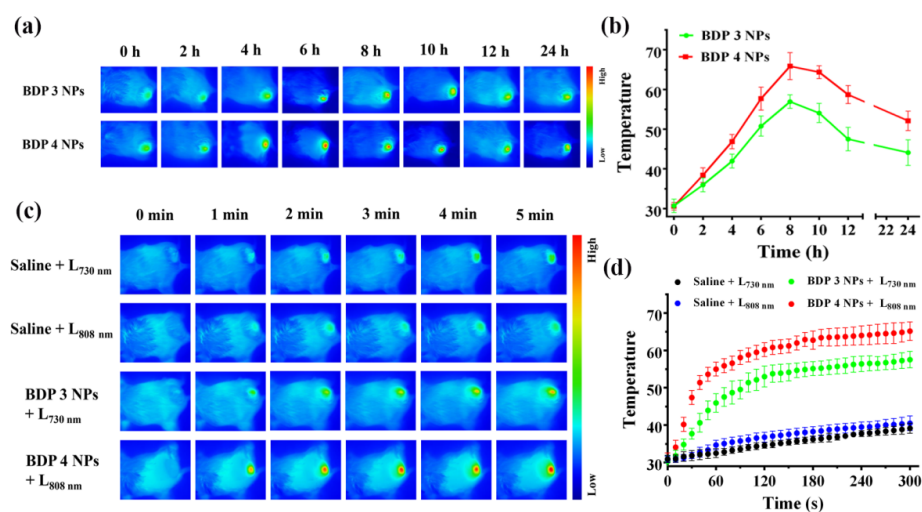 (a)
0 h 2 h 4 h 6 h 8 h 10 h 12 h 24 h
BDP 3 NPs
BDP 4 NPs
High
Low
(b)
BDP 3 NPs
BDP 4 NPs
Temperature
70
60
50
40
30
0 2 4 6 8 10 12 22 24
Time (h)
(c)
0 min 1 min 2 min 3 min 4 min 5 min
Saline + L730 nm
Saline + L808 nm
BDP 3 NPs
+ L730 nm
BDP 4 NPs
+ L808 nm
High
Low
(d)
Saline + L730 nm BDP 3 NPs + L730 nm
Saline + L808 nm BDP 4 NPs + L808 nm
Temperature
70
60
50
40
30
0 60 120 180 240 300
Time (s)